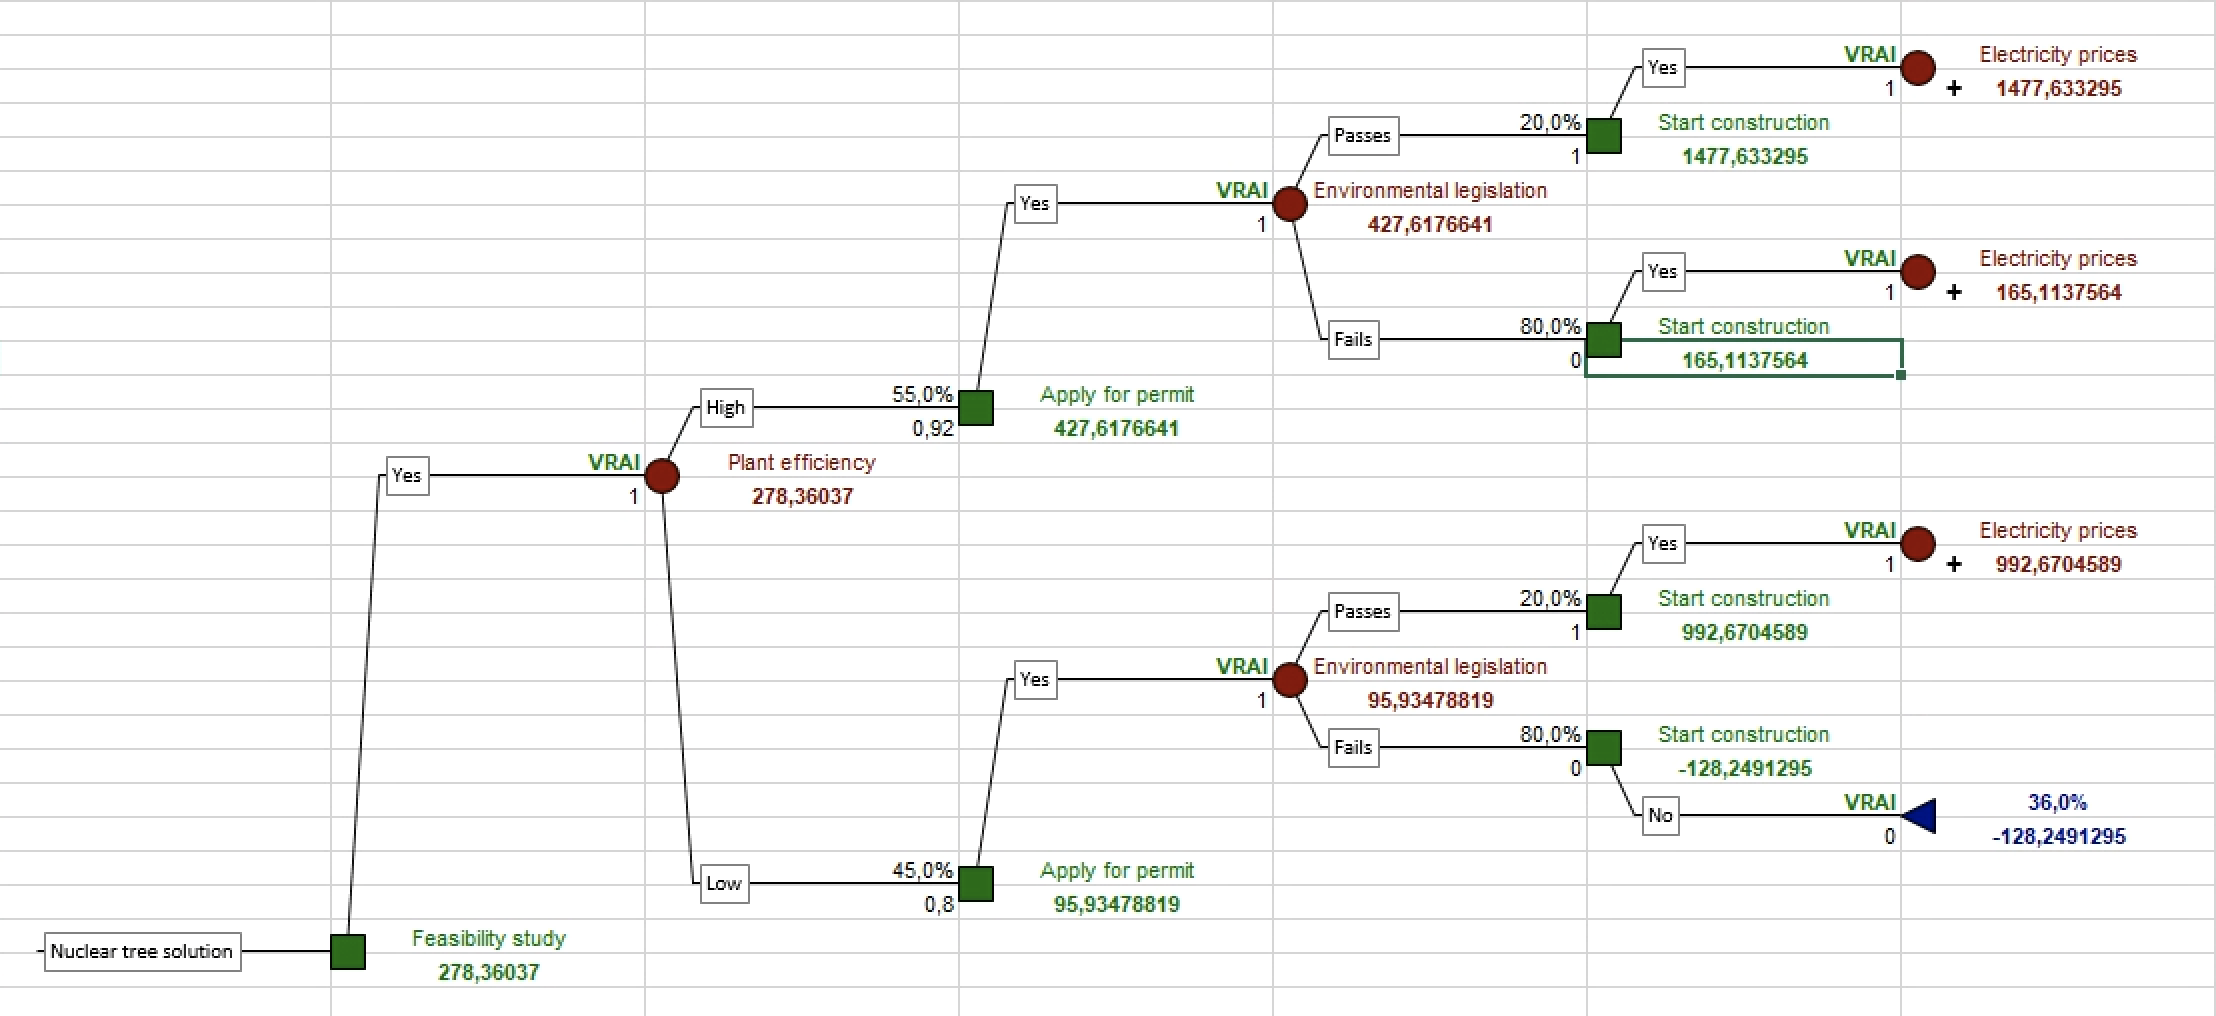 VRAI Electricity prices
Yes
1 + 1477,633295
20,0% Start construction
Passes
1 1477,633295
VRAI Environmental legislation
Yes
1 427,6176641
VRAI Electricity prices
Yes
1 + 165,1137564
80,0% Start construction
Fails
0 165,1137564
55,0% Apply for permit
High
0,92 427,6176641
VRAI Plant efficiency
Yes
1 278,36037
VRAI Electricity prices
Yes
1 + 992,6704589
20,0% Start construction
Passes
1 992,6704589
VRAI Environmental legislation
Yes
1 95,93478819
80,0% Start construction
Fails
0 -128,2491295
VRAI 36,0%
No
0 -128,2491295
45,0% Apply for permit
Low
0,8 95,93478819
Feasibility study
Nuclear tree solution
278,36037